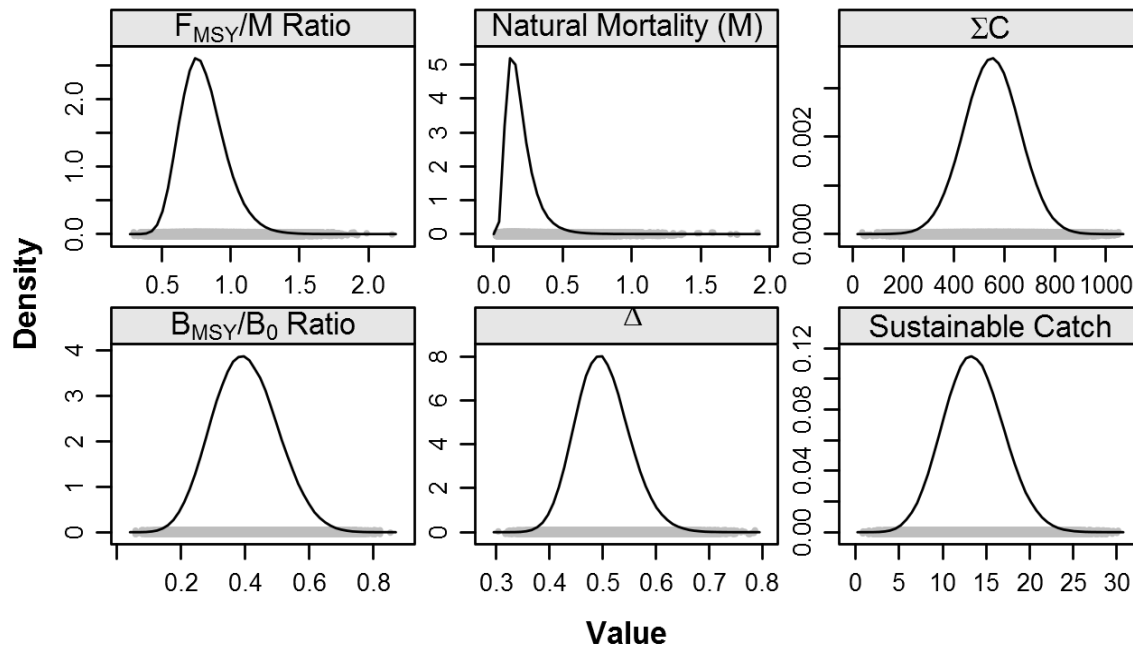 F_MSY/M Ratio
Natural Mortality (M)
ΣC
0.0 1.0 2.0
0 1 2 3 4 5
0.000 0.002
0.5 1.0 1.5 2.0
0.0 0.5 1.0 1.5 2.0
0 200 400 600 800 1000
Density
B_MSY/B_0 Ratio
Δ
Sustainable Catch
0 1 2 3 4
0 2 4 6 8
0.00 0.04 0.08 0.12
0.2 0.4 0.6 0.8
0.3 0.4 0.5 0.6 0.7 0.8
0 5 10 15 20 25 30
Value